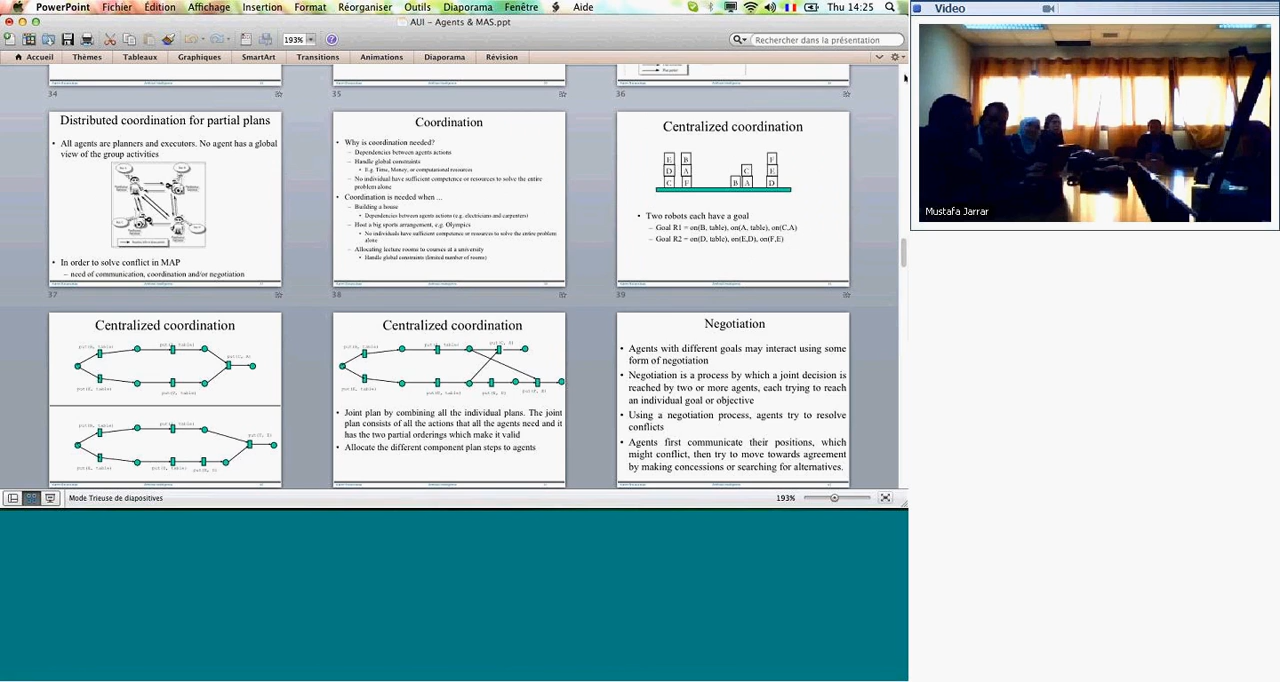 PowerPoint Fichier Édition Affichage Insertion Format Réorganiser Outils Diaporama Fenêtre Aide Thu 14:25
AUI - Agents & MAS.ppt
193% Rechercher dans la présentation
Accueil Thèmes Tableaux Graphiques SmartArt Transitions Animations Diaporama Révision
34 35 36
Distributed coordination for partial plans
• All agents are planners and executors. No agent has a global
view of the group activities
• In order to solve conflict in MAP
– need of communication, coordination and/or negotiation
37
Coordination
• Why is coordination needed?
– Dependencies between agents actions
– Handle global constraints
• E.g. Time, Money, or computational resources
– No individual have sufficient competence or resources to solve the entire
problem alone
• Coordination is needed when ...
– Building a house
• Dependencies between agents actions (e.g. electricians and carpenters)
– Host a big sports arrangement, e.g. Olympics
• No individuals have sufficient competence or resources to solve the entire problem
alone
– Allocating lecture rooms to courses at a university
• Handle global constraints (limited number of rooms)
38
Centralized coordination
E B F
D A C E
C F B A D
• Two robots each have a goal
– Goal R1 = on(B, table), on(A, table), on(C,A)
– Goal R2 = on(D, table), on(E,D), on(F,E)
39
Centralized coordination
Centralized coordination
• Joint plan by combining all the individual plans. The joint
plan consists of all the actions that all the agents need and it
has the two partial orderings which make it valid
• Allocate the different component plan steps to agents
Negotiation
• Agents with different goals may interact using some
form of negotiation
• Negotiation is a process by which a joint decision is
reached by two or more agents, each trying to reach
an individual goal or objective
• Using a negotiation process, agents try to resolve
conflicts
• Agents first communicate their positions, which
might conflict, then try to move towards agreement
by making concessions or searching for alternatives.
Mode Trieuse de diapositives 193%
Video
Mustafa Jarrar